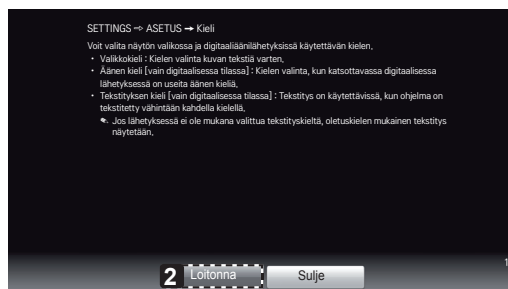 SETTINGS ⇨ ASETUS ➞ Kieli
Voit valita näytön valikossa ja digitaaliäänilähetyksissä käytettävän kielen.
• Valikkokieli : Kielen valinta kuvan tekstiä varten.
• Äänen kieli [vain digitaalisessa tilassa] : Kielen valinta, kun katsottavassa digitaalisessa
lähetyksessä on useita äänen kieliä.
• Tekstityksen kieli [vain digitaalisessa tilassa] : Tekstitys on käytettävissä, kun ohjelma on
tekstitetty vähintään kahdella kielellä.
✎ Jos lähetyksessä ei ole mukana valittua tekstityskieltä, oletuskielen mukainen tekstitys
näytetään.
1
2 Loitonna Sulje